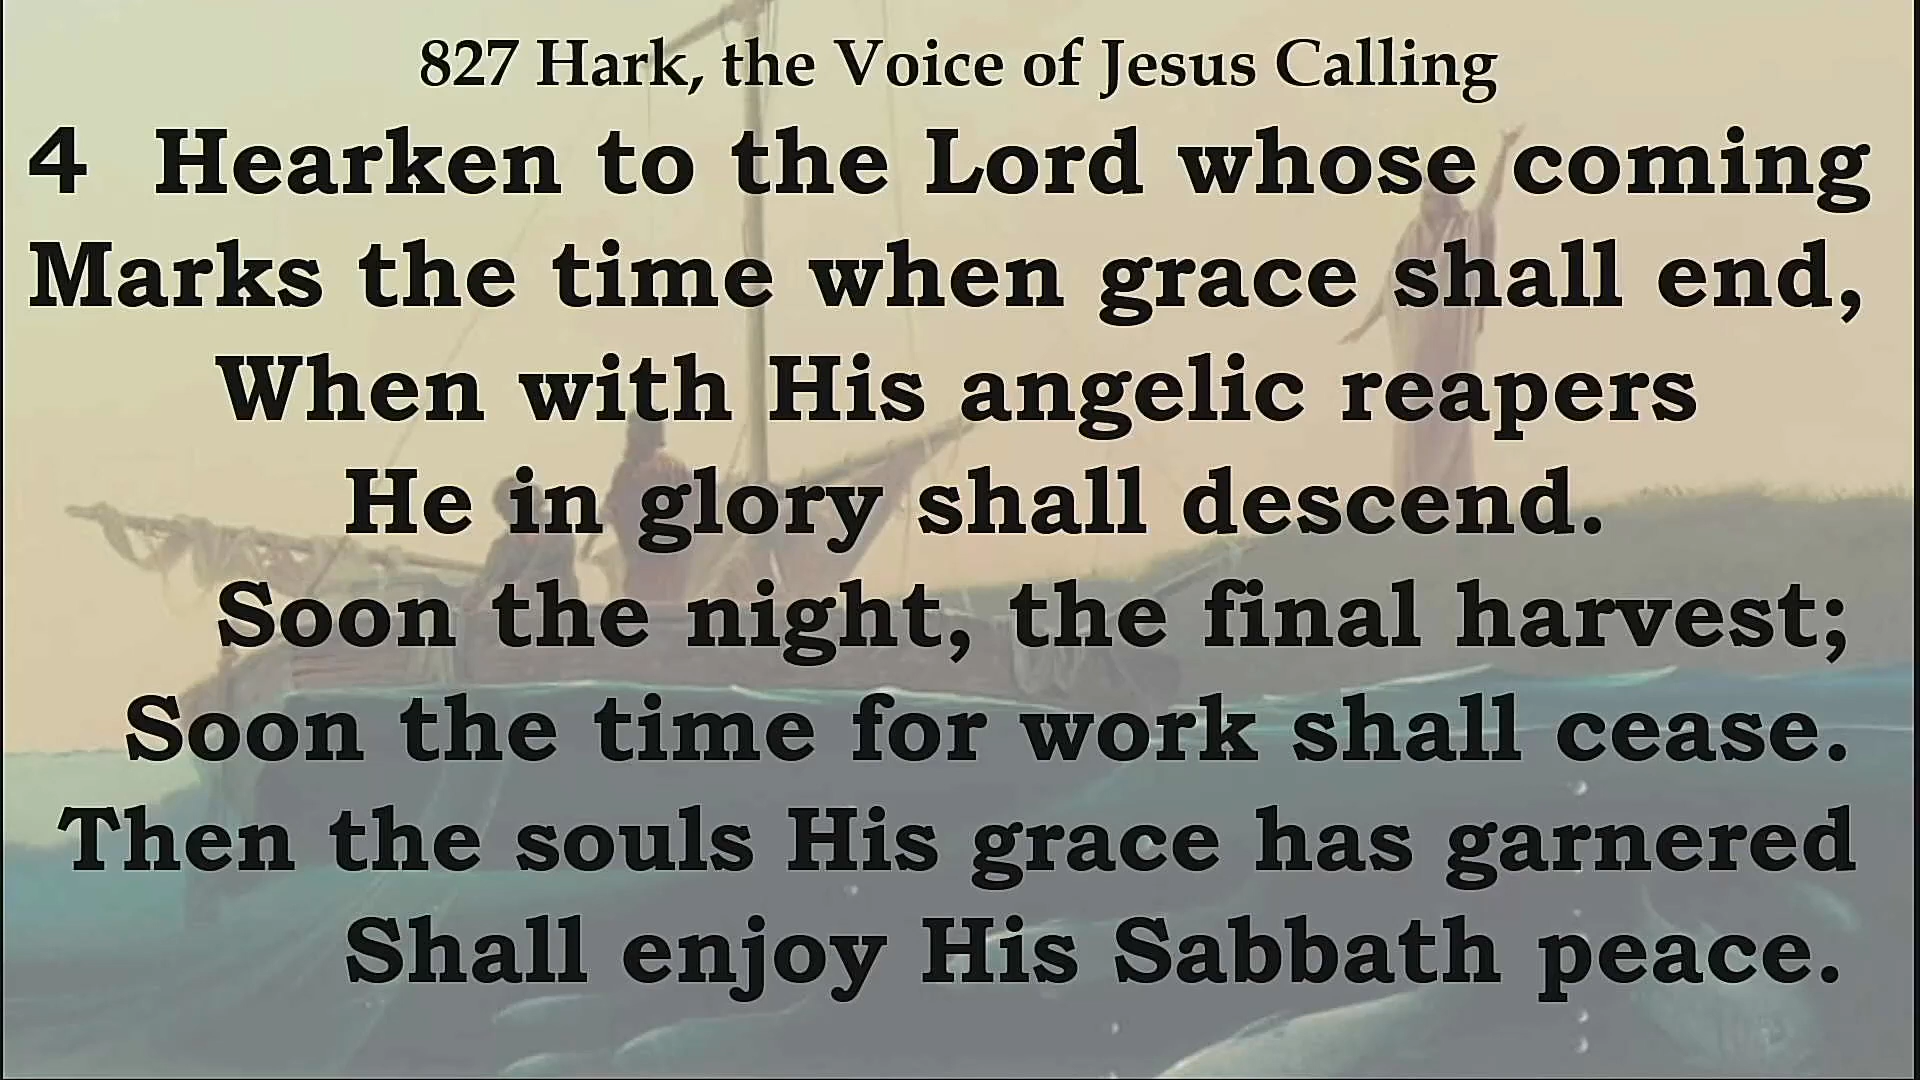 827 Hark, the Voice of Jesus Calling
4 Hearken to the Lord whose coming
Marks the time when grace shall end,
When with His angelic reapers
He in glory shall descend.
Soon the night, the final harvest;
Soon the time for work shall cease.
Then the souls His grace has garnered
Shall enjoy His Sabbath peace.